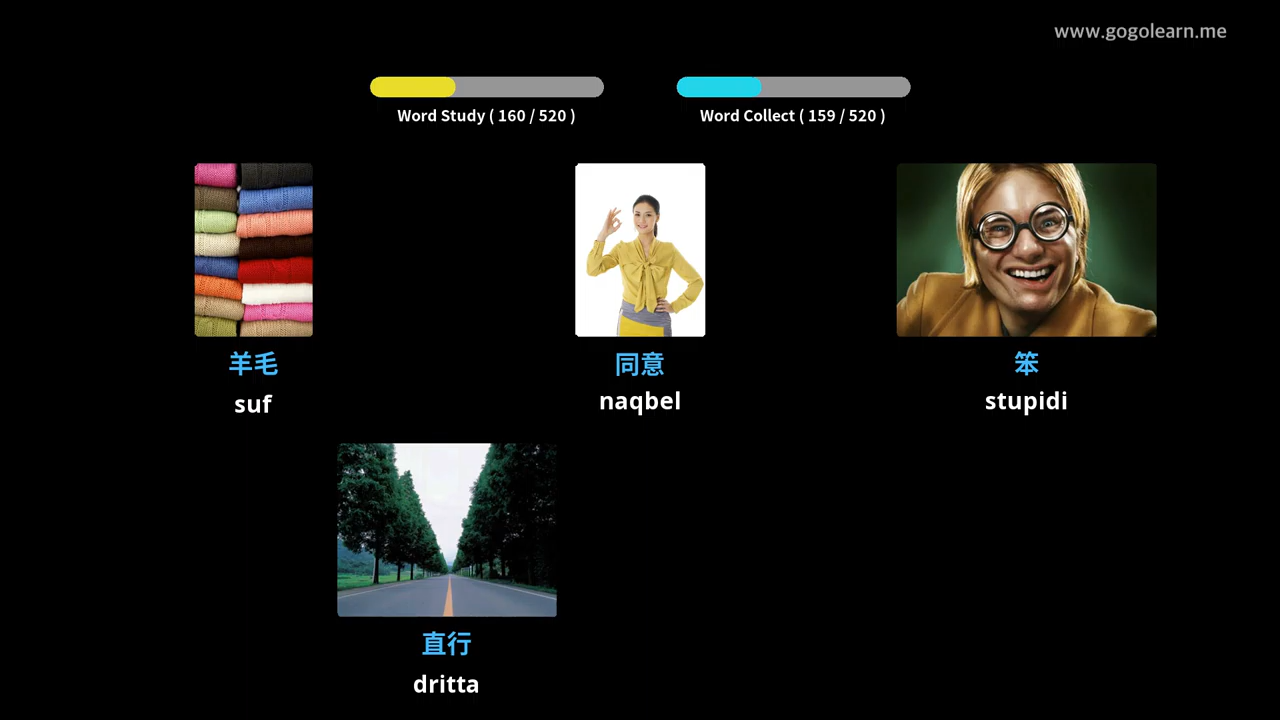 www.gogolearn.me
Word Study ( 160 / 520 )
Word Collect ( 159 / 520 )
羊毛
suf
同意
naqbel
笨
stupidi
直行
dritta